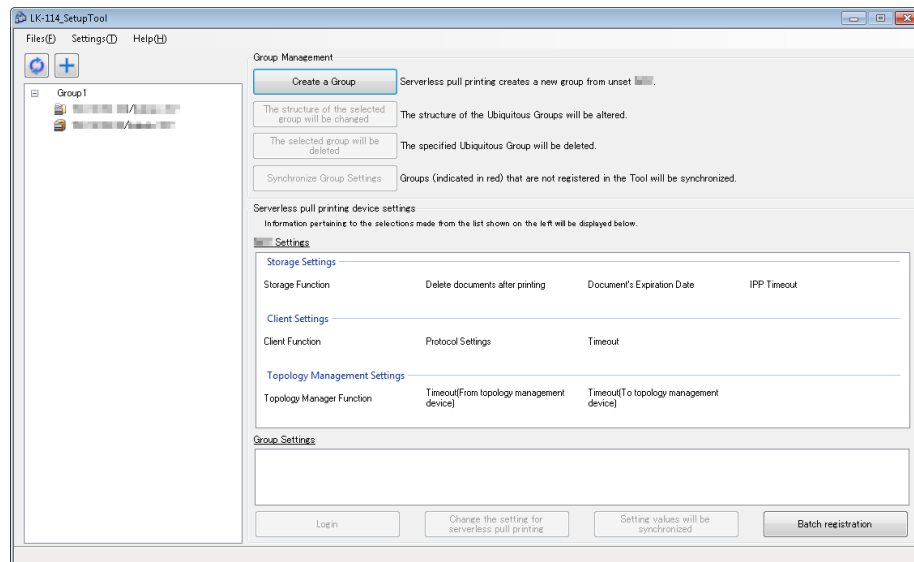 LK-114_SetupTool
Files(F) Settings(T) Help(H)
Group Management
Create a Group
Serverless pull printing creates a new group from unset
The structure of the selected
group will be changed
The structure of the Ubiquitous Groups will be altered.
The selected group will be
deleted
The specified Ubiquitous Group will be deleted.
Synchronize Group Settings
Groups (indicated in red) that are not registered in the Tool will be synchronized.
Group1
Serverless pull printing device settings
Information pertaining to the selections made from the list shown on the left will be displayed below.
Settings
Storage Settings
Storage Function
Delete documents after printing
Document's Expiration Date
IPP Timeout
Client Settings
Client Function
Protocol Settings
Timeout
Topology Management Settings
Topology Manager Function
Timeout(From topology management
device)
Timeout(To topology management
device)
Group Settings
Login
Change the setting for
serverless pull printing
Setting values will be
synchronized
Batch registration